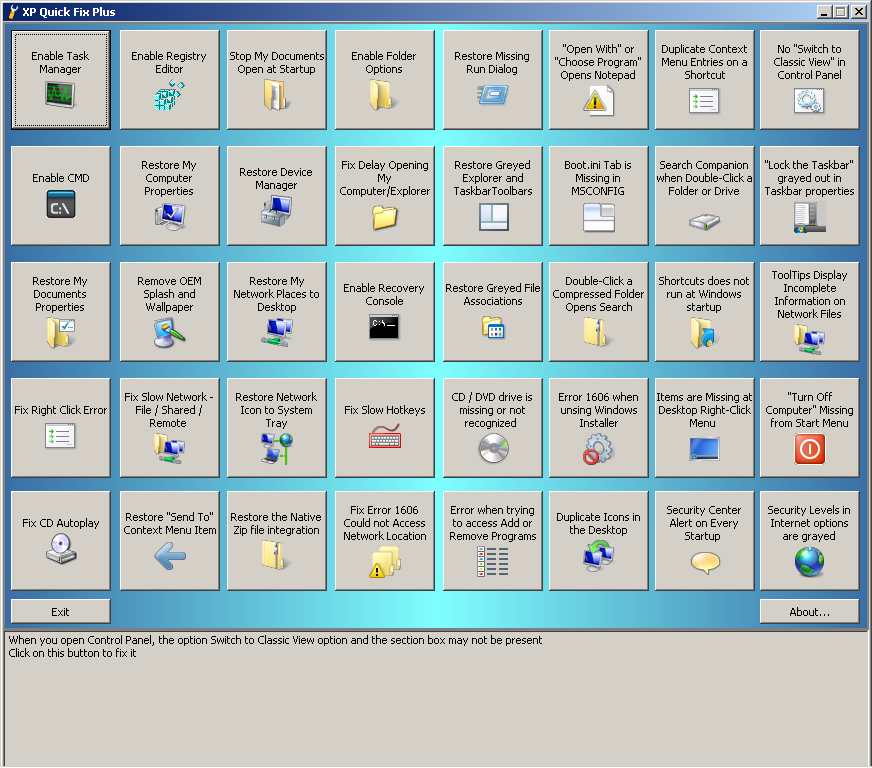 XP Quick Fix Plus
Enable Task
Manager
Enable Registry
Editor
Stop My Documents
Open at Startup
Enable Folder
Options
Restore Missing
Run Dialog
"Open With" or
"Choose Program"
Opens Notepad
Duplicate Context
Menu Entries on a
Shortcut
No "Switch to
Classic View" in
Control Panel
Enable CMD
C:\
Restore My
Computer
Properties
Restore Device
Manager
Fix Delay Opening
My
Computer/Explorer
Restore Greyed
Explorer and
TaskbarToolbars
Boot.ini Tab is
Missing in
MSCONFIG
Search Companion
when Double-Click a
Folder or Drive
"Lock the Taskbar"
grayed out in
Taskbar properties
Restore My
Documents
Properties
Remove OEM
Splash and
Wallpaper
Restore My
Network Places to
Desktop
Enable Recovery
Console
C:\_
Restore Greyed File
Associations
Double-Click a
Compressed Folder
Opens Search
Shortcuts does not
run at Windows
startup
ToolTips Display
Incomplete
Information on
Network Files
Fix Right Click Error
Fix Slow Network -
File / Shared /
Remote
Restore Network
Icon to System
Tray
Fix Slow Hotkeys
CD / DVD drive is
missing or not
recognized
Error 1606 when
unsing Windows
Installer
Items are Missing at
Desktop Right-Click
Menu
"Turn Off
Computer" Missing
from Start Menu
Fix CD Autoplay
Restore "Send To"
Context Menu Item
Restore the Native
Zip file integration
Fix Error 1606
Could not Access
Network Location
Error when trying
to access Add or
Remove Programs
Duplicate Icons in
the Desktop
Security Center
Alert on Every
Startup
Security Levels in
Internet options
are grayed
Exit
About...
When you open Control Panel, the option Switch to Classic View option and the section box may not be present
Click on this button to fix it